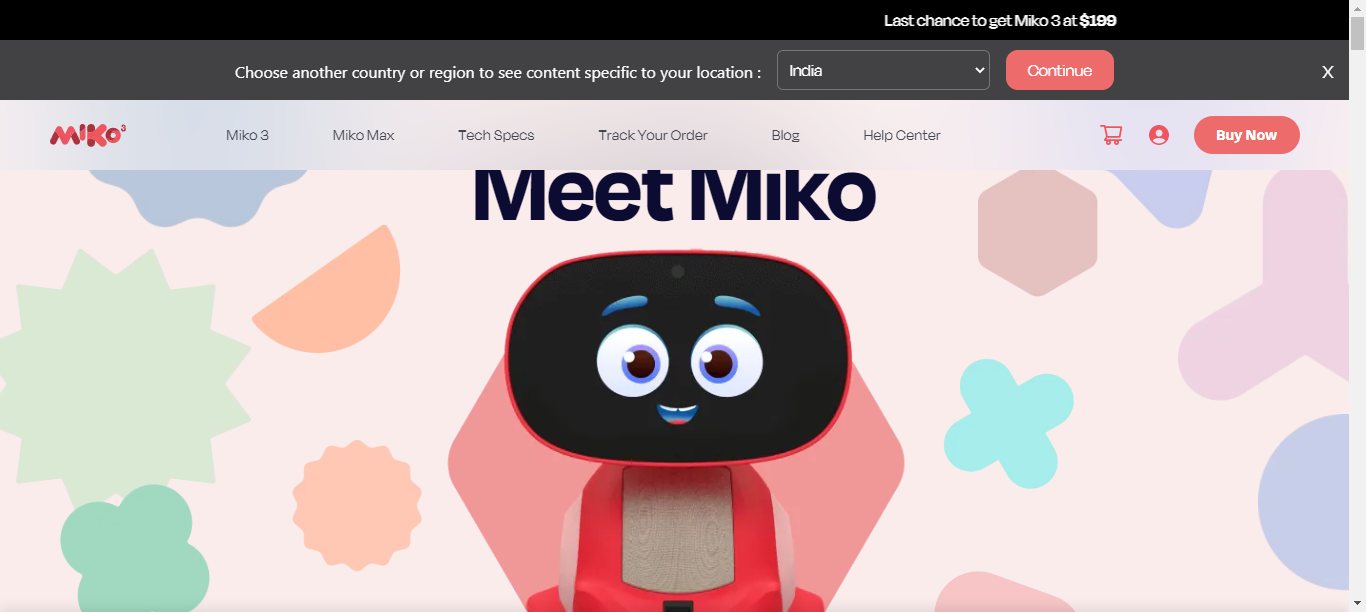 Last chance to get Miko 3 at $199
Choose another country or region to see content specific to your location :
India
Continue
X
MIKO3
Miko 3
Miko Max
Tech Specs
Track Your Order
Blog
Help Center
Buy Now
Meet Miko